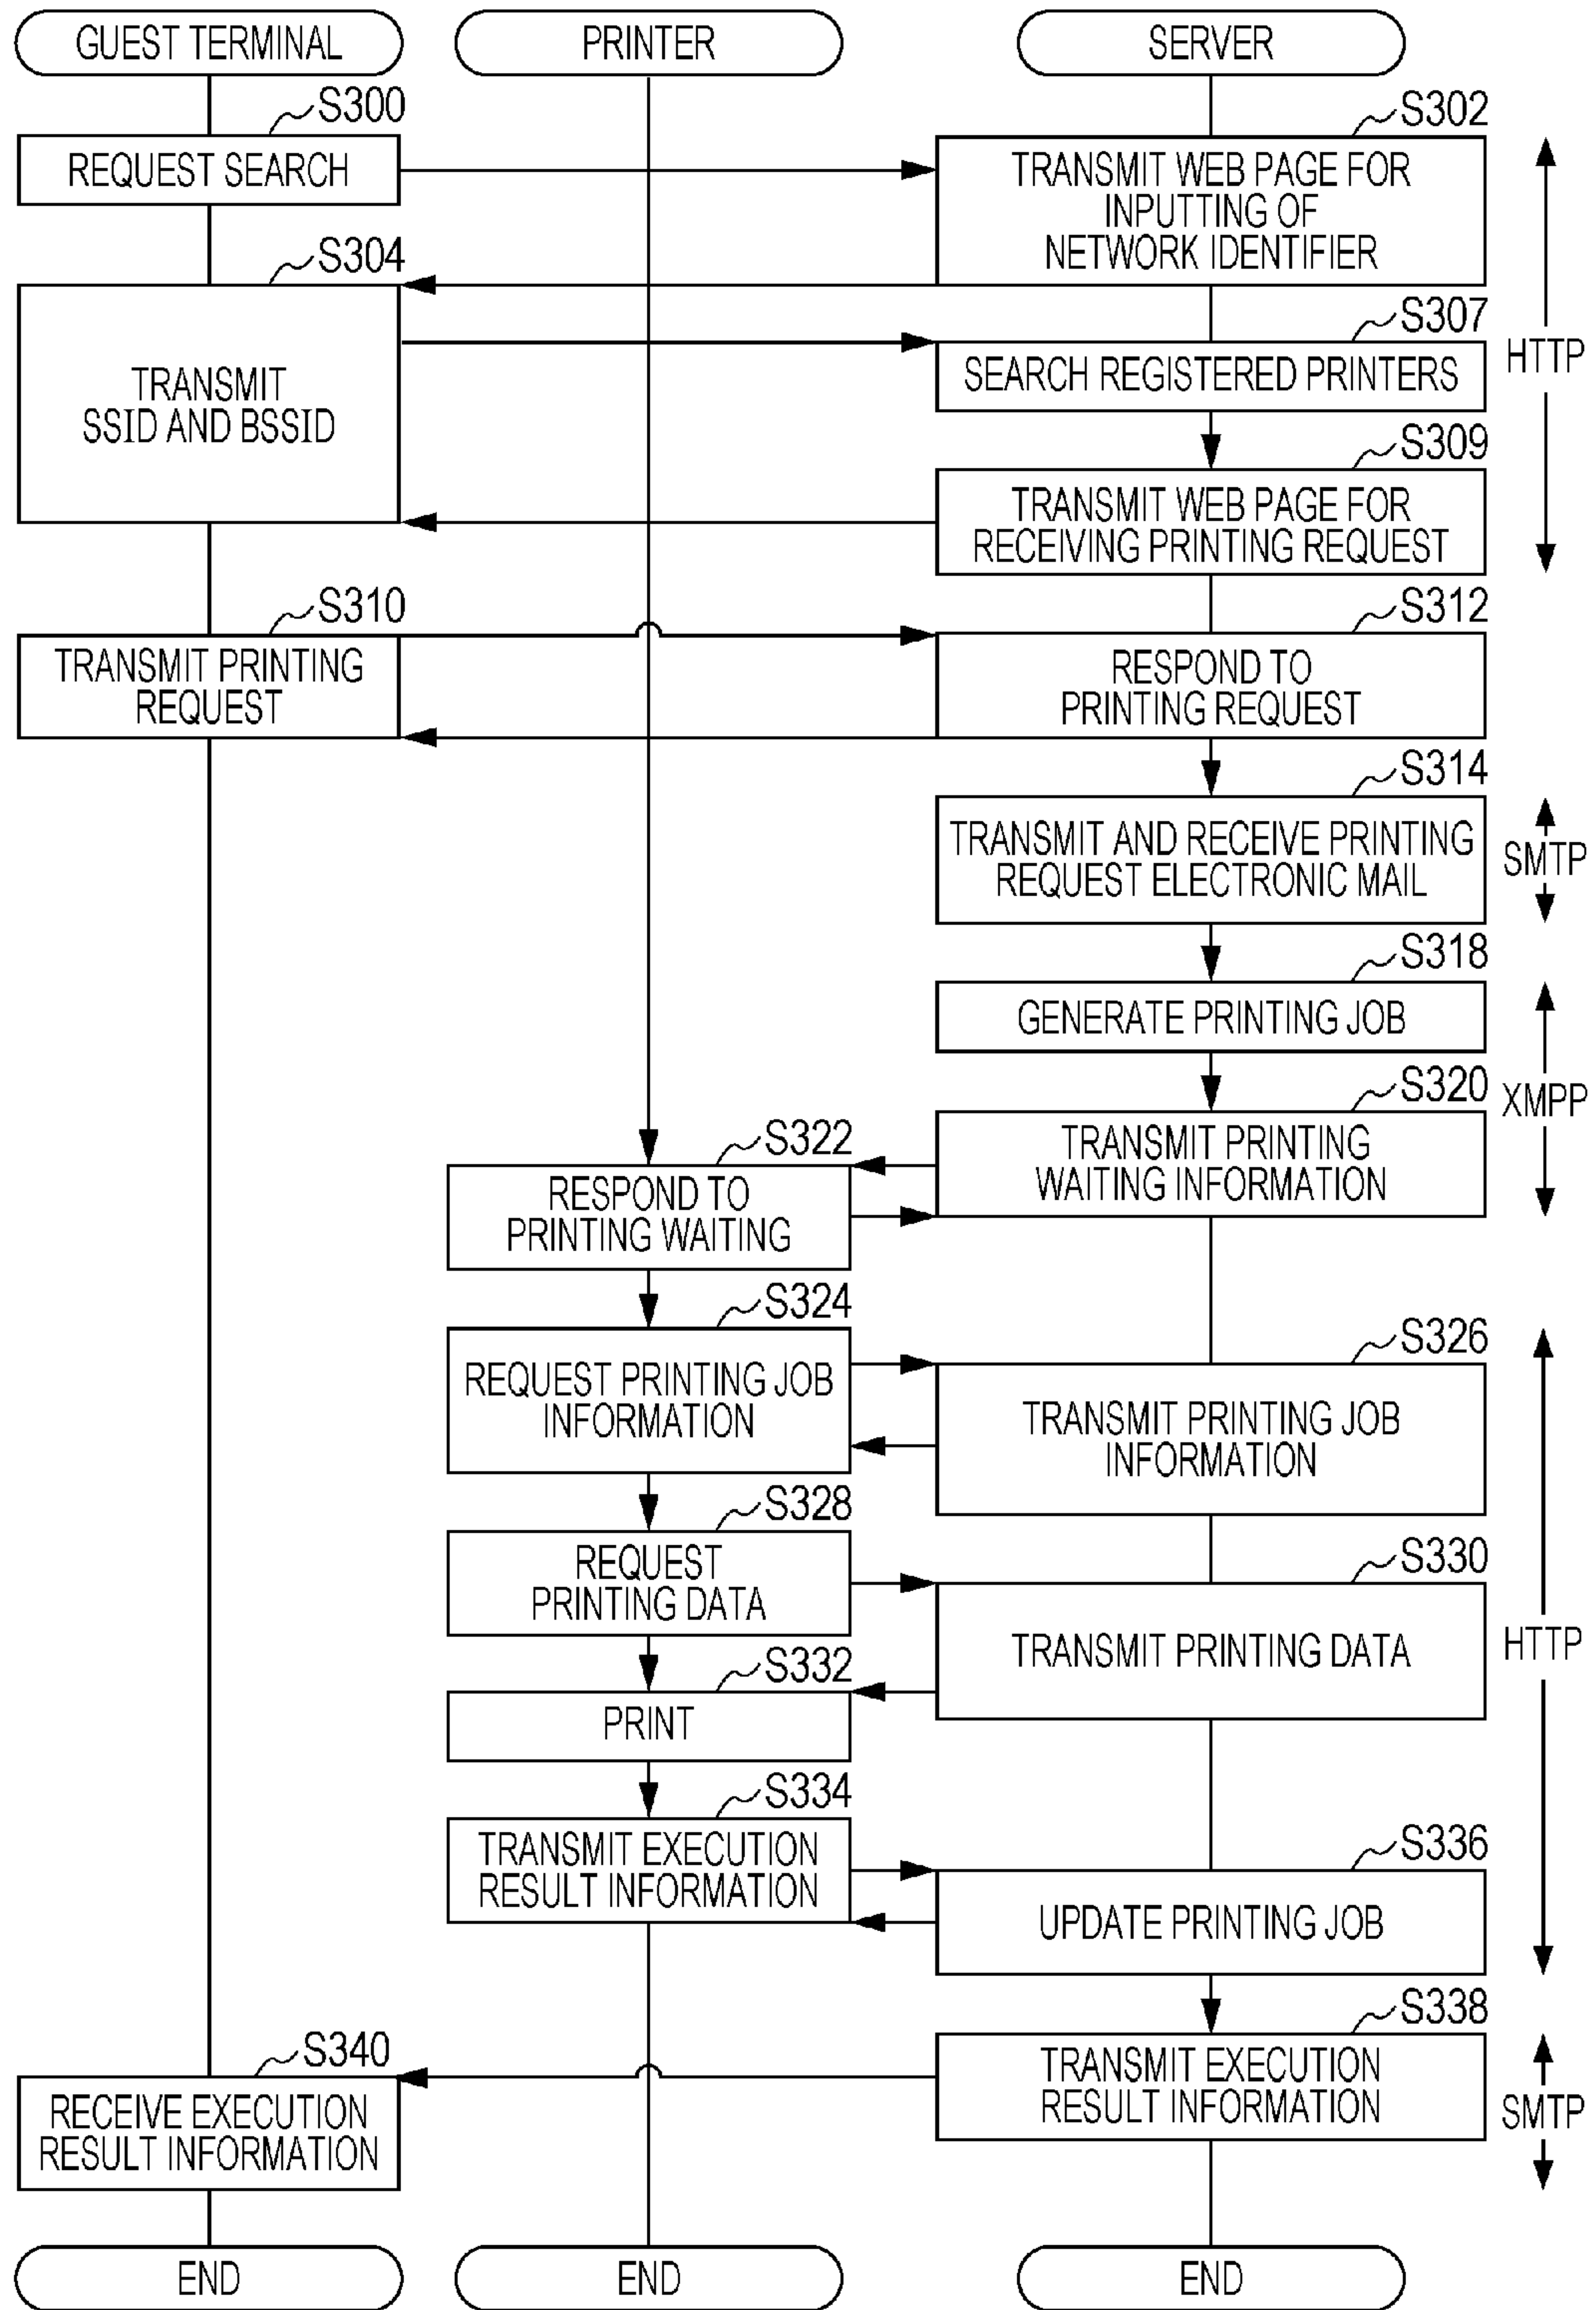 GUEST TERMINAL
PRINTER
SERVER
S300
REQUEST SEARCH
S302
TRANSMIT WEB PAGE FOR
INPUTTING OF
NETWORK IDENTIFIER
S304
TRANSMIT
SSID AND BSSID
S307
SEARCH REGISTERED PRINTERS
HTTP
S309
TRANSMIT WEB PAGE FOR
RECEIVING PRINTING REQUEST
S310
TRANSMIT PRINTING
REQUEST
S312
RESPOND TO
PRINTING REQUEST
S314
TRANSMIT AND RECEIVE PRINTING
REQUEST ELECTRONIC MAIL
SMTP
S318
GENERATE PRINTING JOB
S320
TRANSMIT PRINTING
WAITING INFORMATION
XMPP
S322
RESPOND TO
PRINTING WAITING
S324
REQUEST PRINTING JOB
INFORMATION
S326
TRANSMIT PRINTING JOB
INFORMATION
S328
REQUEST
PRINTING DATA
S330
TRANSMIT PRINTING DATA
HTTP
S332
PRINT
S334
TRANSMIT EXECUTION
RESULT INFORMATION
S336
UPDATE PRINTING JOB
S338
TRANSMIT EXECUTION
RESULT INFORMATION
SMTP
S340
RECEIVE EXECUTION
RESULT INFORMATION
END
END
END